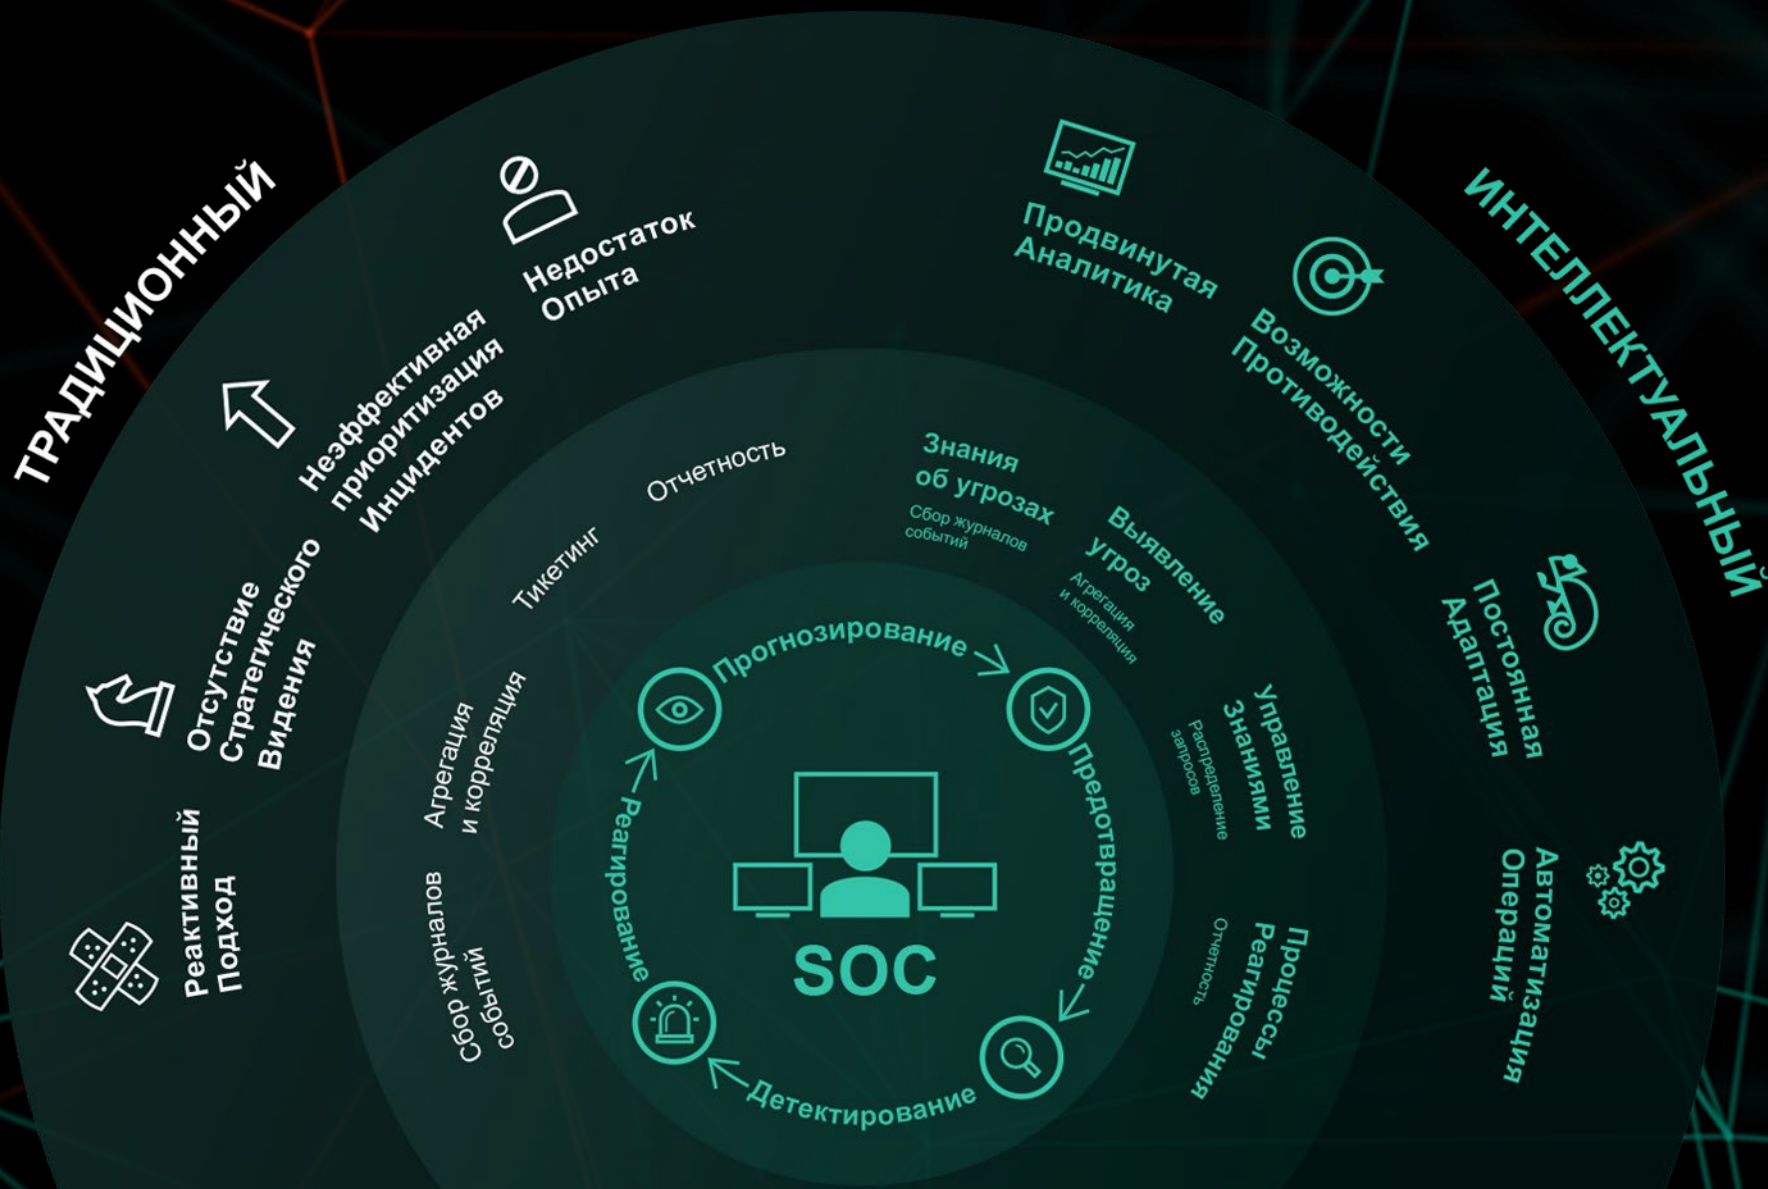 ТРАДИЦИОННЫЙ
Недостаток
Опыта
Неэффективная
приоритизация
Инцидентов
Отсутствие
Стратегического
Видения
Реактивный
Подход
Отчетность
Тикетинг
Агрегация
и корреляция
Сбор журналов
событий
ИНТЕЛЛЕКТУАЛЬНЫЙ
Продвинутая
Аналитика
Возможности
Противодействия
Постоянная
Адаптация
Автоматизация
Операций
Знания
об угрозах
Сбор журналов
событий
Выявление
угроз
Агрегация
и корреляция
Управление
Знаниями
Распределение
запросов
Процессы
Реагирования
Отчетность
Прогнозирование
Предотвращение
Детектирование
Реагирование
SOC